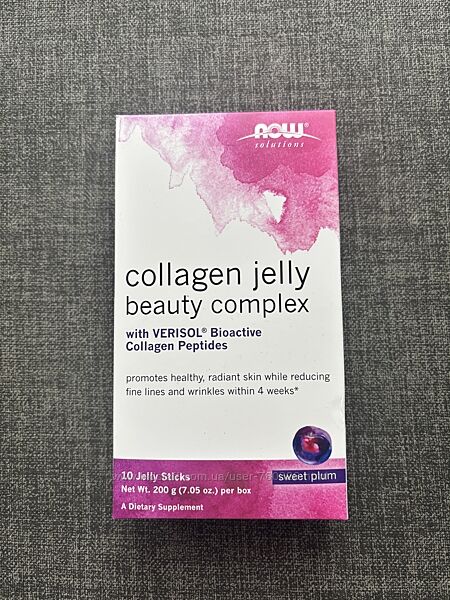 NOW®
solutions
collagen jelly
beauty complex
with VERISOL® Bioactive
Collagen Peptides
promotes healthy, radiant skin while reducing
fine lines and wrinkles within 4 weeks*
sweet plum
10 Jelly Sticks
Net Wt. 200 g (7.05 oz.) per box
A Dietary Supplement